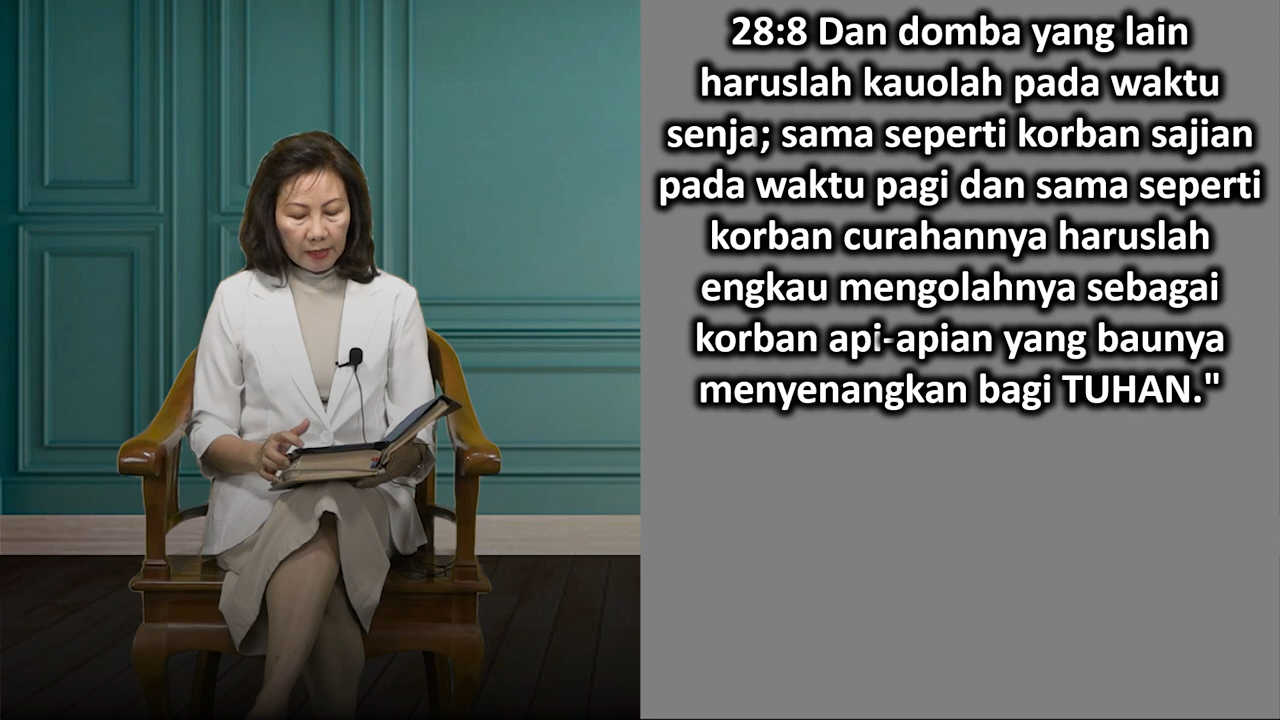 28:8 Dan domba yang lain
haruslah kauolah pada waktu
senja; sama seperti korban sajian
pada waktu pagi dan sama seperti
korban curahannya haruslah
engkau mengolahnya sebagai
korban api-apian yang baunya
menyenangkan bagi TUHAN."